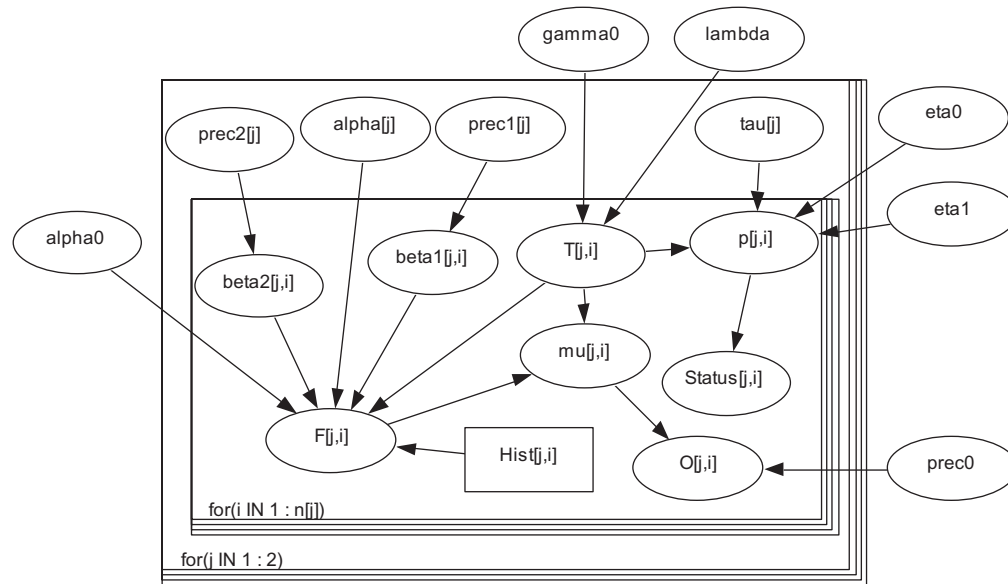 gamma0
lambda
prec2[j]
alpha[j]
prec1[j]
tau[j]
eta0
alpha0
beta2[j,i]
beta1[j,i]
T[j,i]
p[j,i]
eta1
mu[j,i]
Status[j,i]
F[j,i]
Hist[j,i]
O[j,i]
prec0
for(i IN 1 : n[j])
for(j IN 1 : 2)